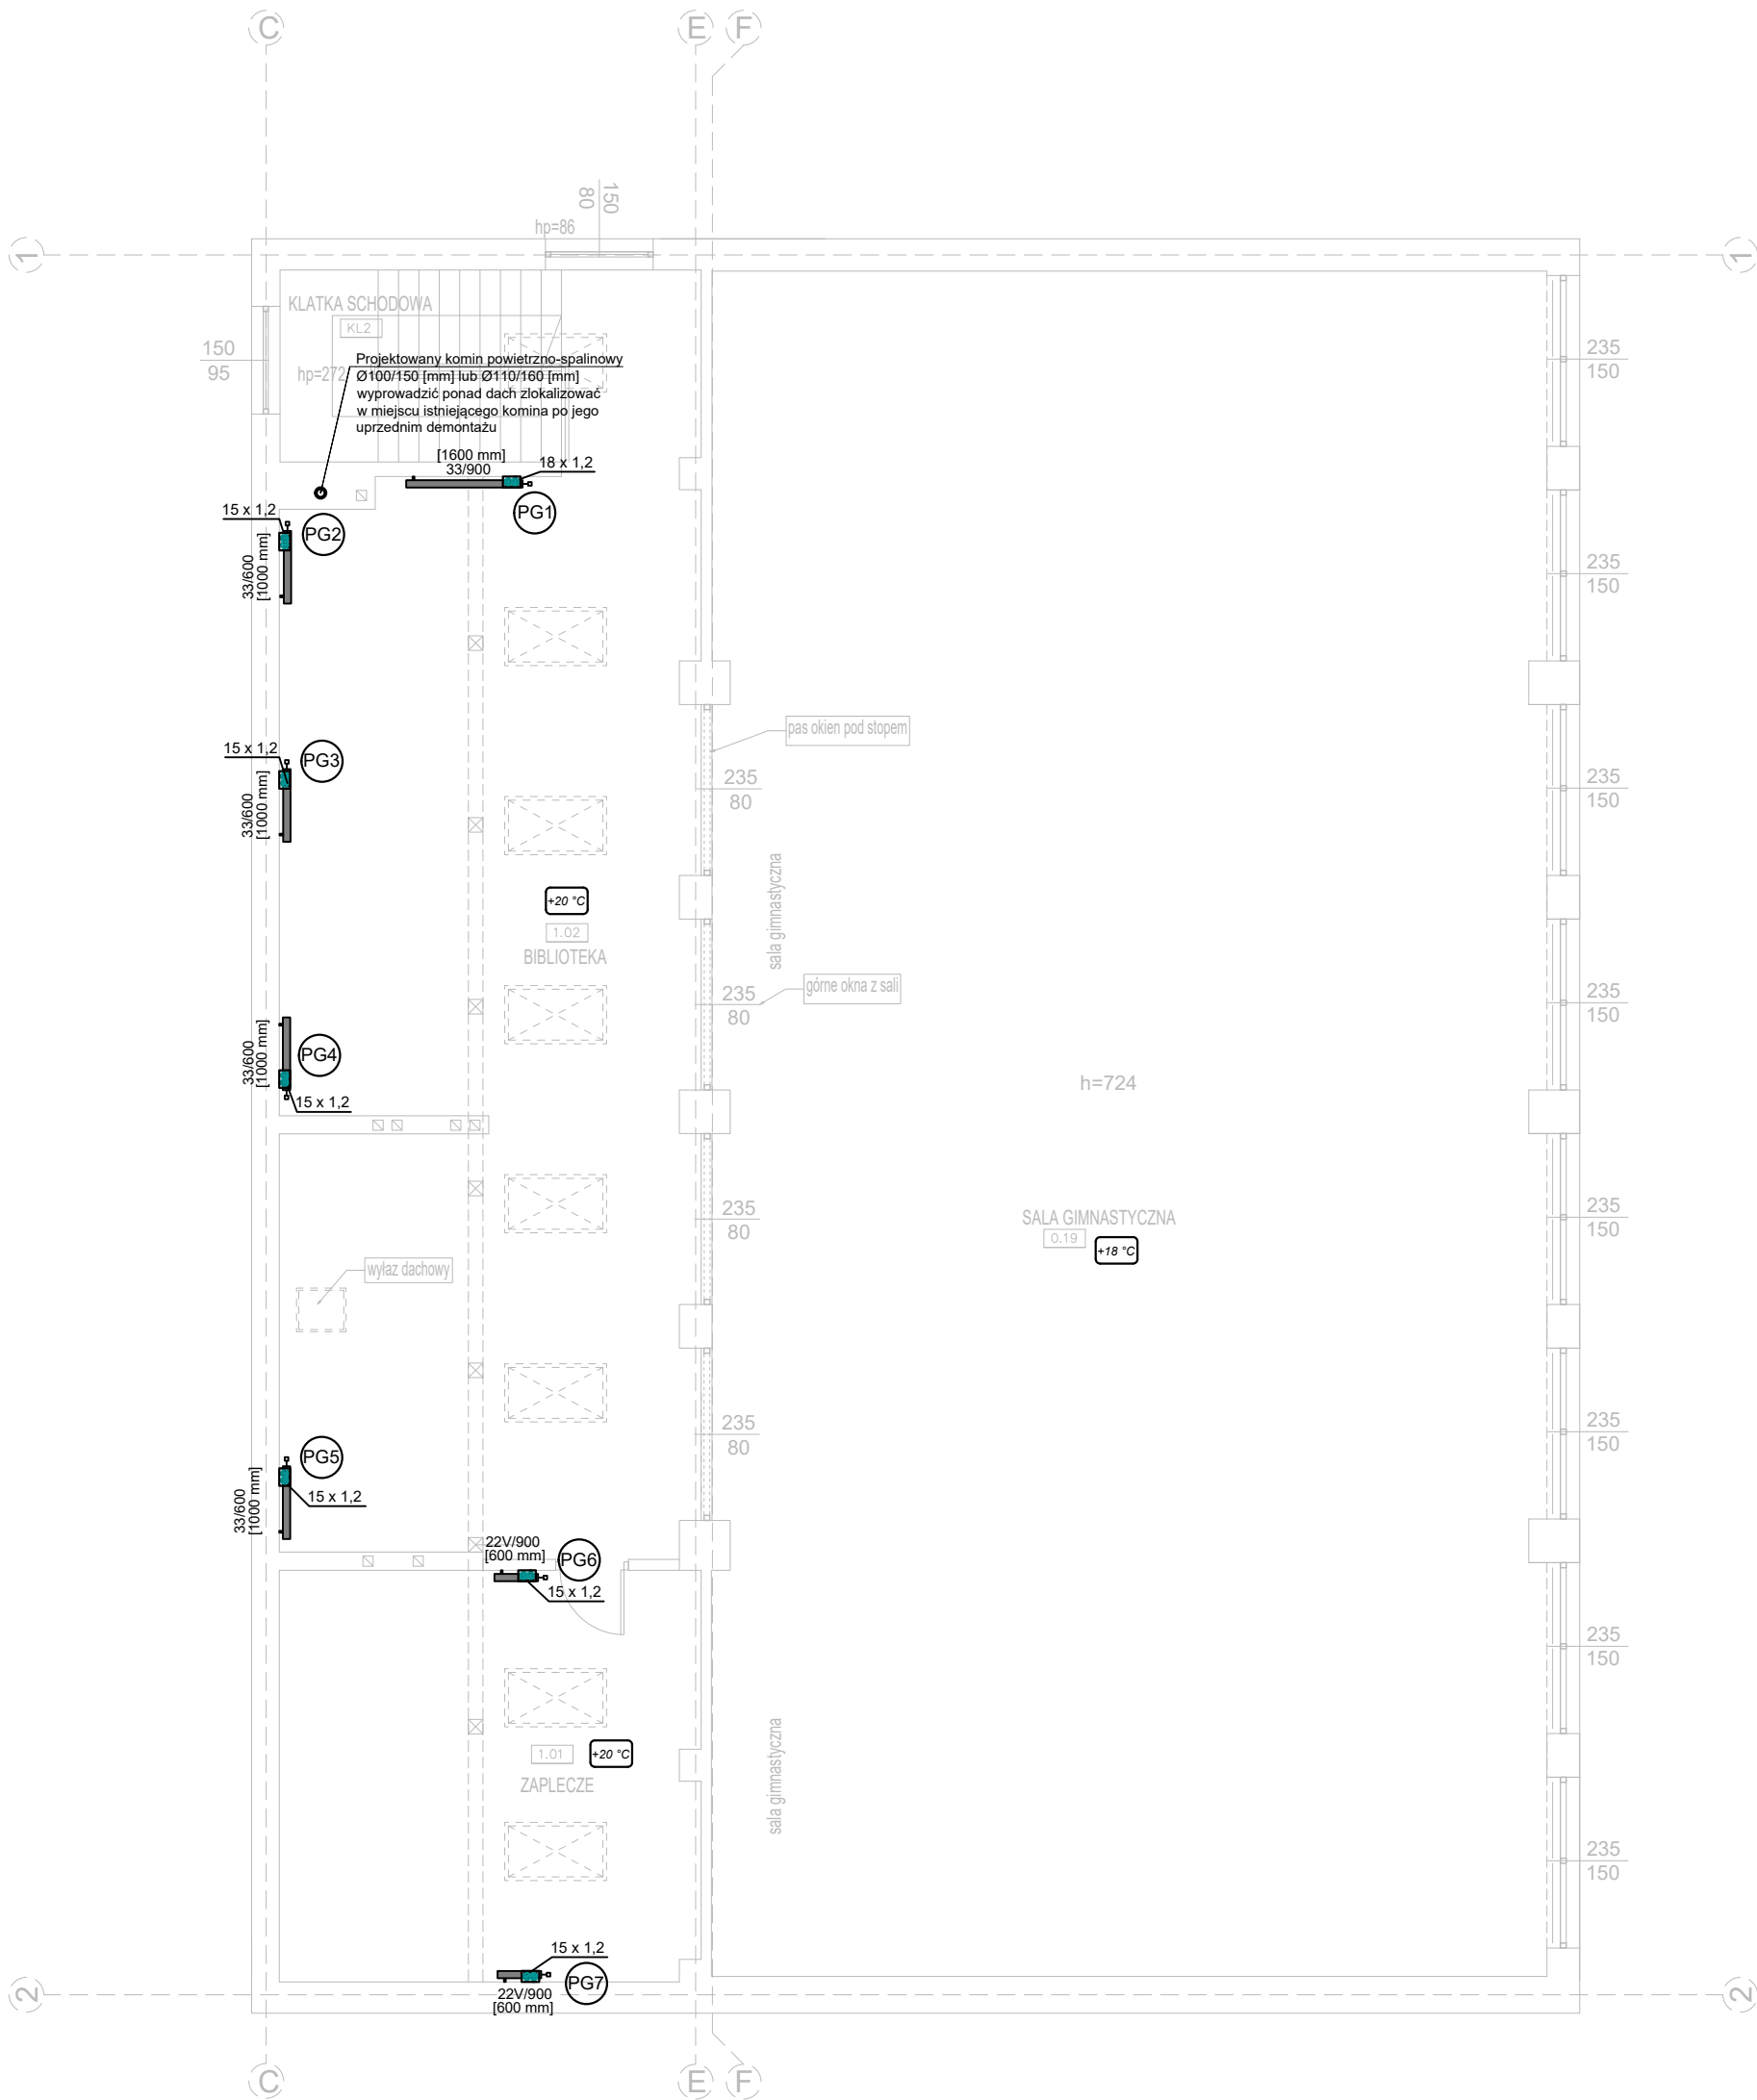 C
E
F
150
80
hp=86
1
1
KLATKA SCHODOWA
KL2
150
95
hp=272
Projektowany komin powietrzno-spalinowy
Ø100/150 [mm] lub Ø110/160 [mm]
wyprowadzić ponad dach zlokalizować
w miejscu istniejącego komina po jego
uprzednim demontażu
235
150
[1600 mm]
33/900
18 x 1,2
PG1
15 x 1,2
PG2
33/600
[1000 mm]
235
150
pas okien pod stopem
15 x 1,2
PG3
33/600
[1000 mm]
235
80
235
150
sala gimnastyczna
+20 °C
1.02
BIBLIOTEKA
górne okna z sali
235
80
235
150
33/600
[1000 mm]
PG4
15 x 1,2
h=724
235
80
SALA GIMNASTYCZNA
0.19
+18 °C
235
150
wyłaz dachowy
235
80
235
150
PG5
15 x 1,2
33/600
[1000 mm]
22V/900
[600 mm]
PG6
15 x 1,2
235
150
1.01
+20 °C
ZAPLECZE
sala gimnastyczna
235
150
15 x 1,2
PG7
22V/900
[600 mm]
2
2
C
E
F